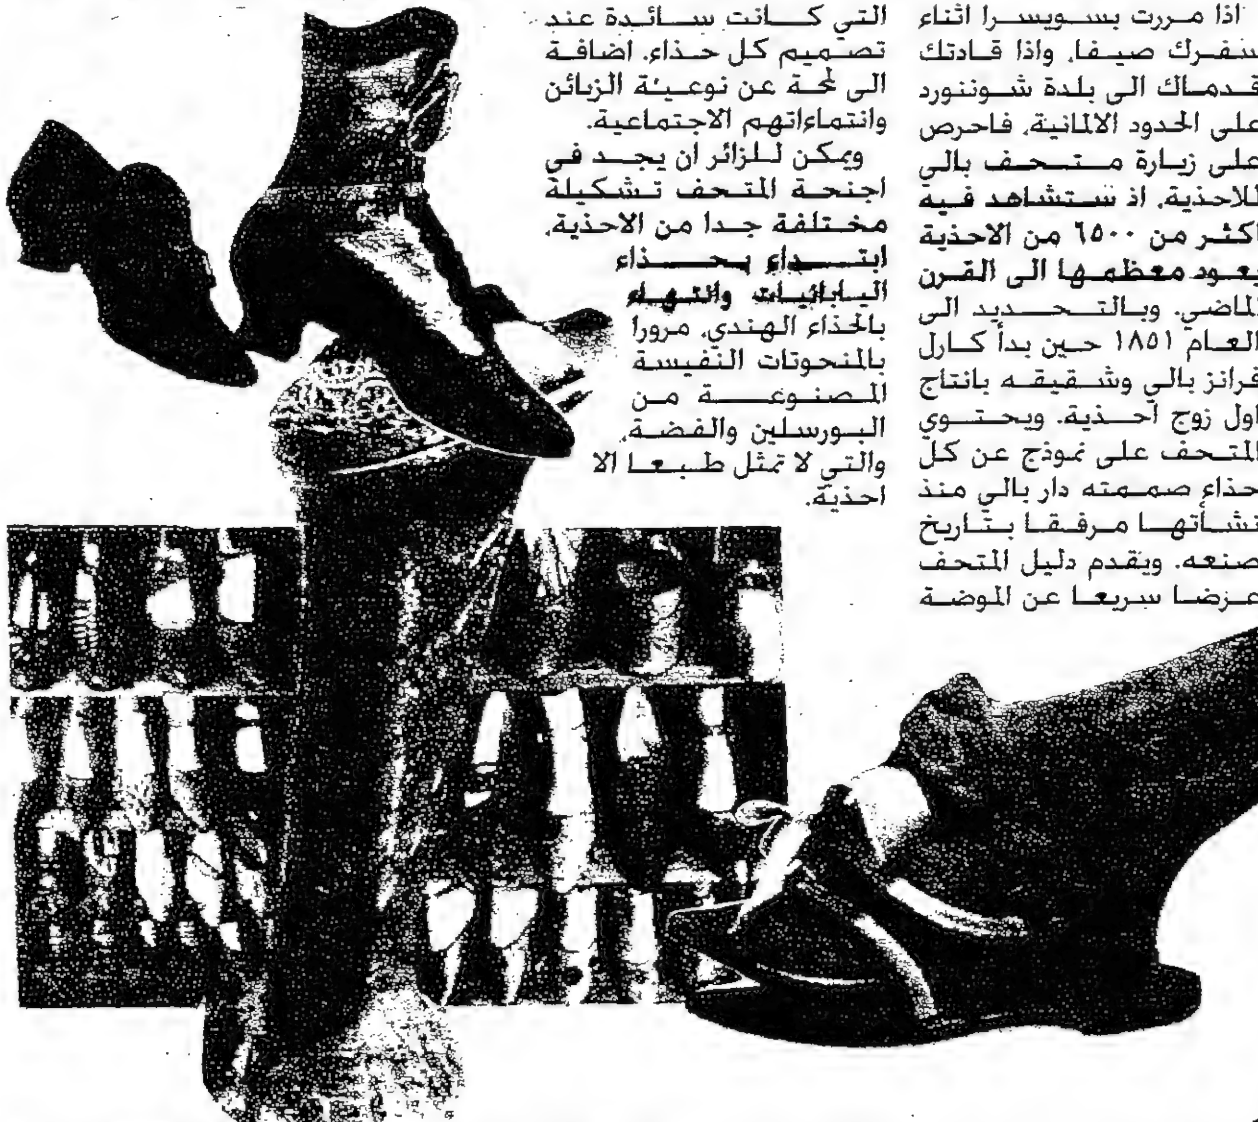 اذا مررت بسويسرا اثناء
سفرك صيفا، واذا قادتك
قدماك الى بلدة شوننورد
على الحدود الالمانية، فاحرص
على زيارة متحف بالي
للاحذية، اذ ستشاهد فيه
اكثر من ٦٥٠٠ من الاحذية
يعود معظمها الى القرن
الماضي. وبالتحديد الى
العام ١٨٥١ حين بدأ كارل
فرانز بالي وشقيقه بانتاج
اول زوج احذية. ويحتوي
المتحف على نموذج عن كل
حذاء صممته دار بالي منذ
نشأتها مرفقا بتاريخ
صنعه. ويقدم دليل المتحف
عرضا سريعا عن الموضة
التي كانت سائدة عند
تصميم كل حذاء. اضافة
الى لمحة عن نوعية الزبائن
وانتماءاتهم الاجتماعية.
ويمكن للزائر ان يجد في
اجنحة المتحف تشكيلة
مختلفة جدا من الاحذية،
ابتداء بحذاء
اليابانيات وانتهاء
بالحذاء الهندي، مرورا
بالمنحوتات النفيسة
المصنوعة من
البورسلين والفضة،
والتي لا تمثل طبعا الا
احذية.